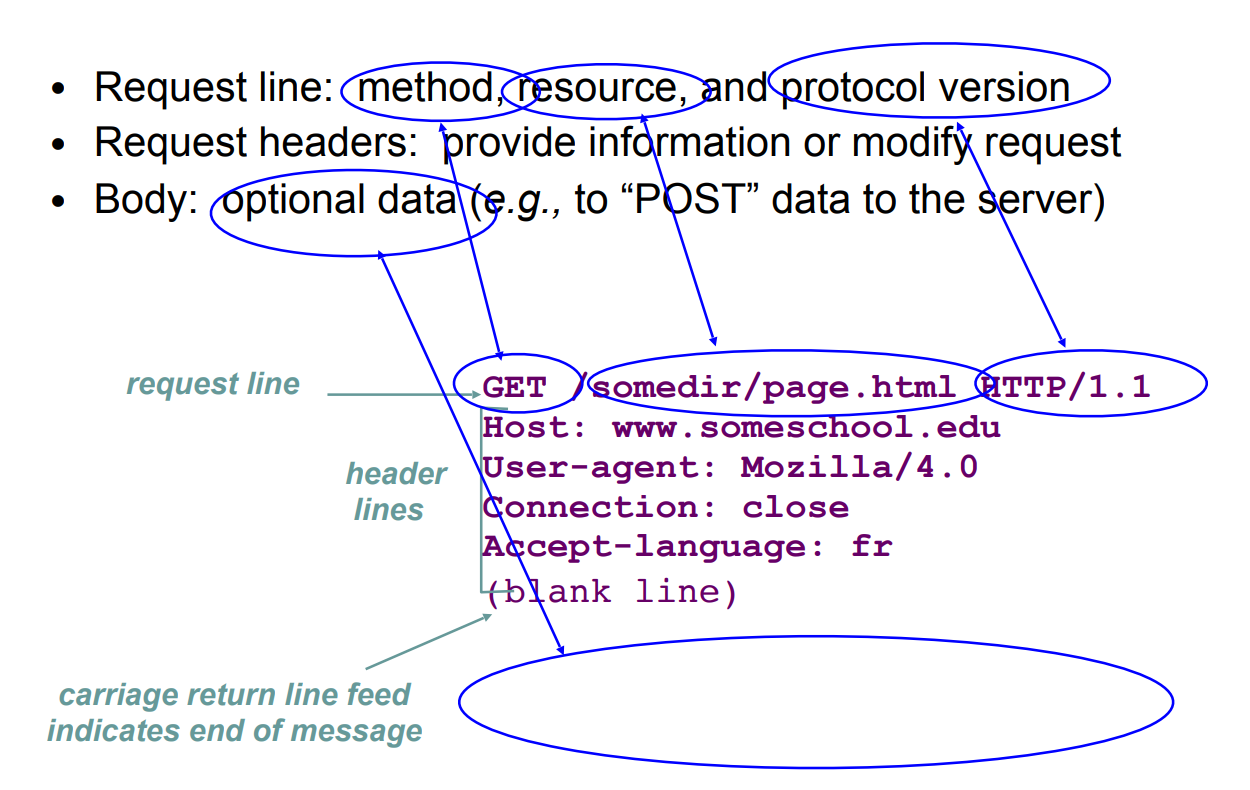 • Request line: method, resource, and protocol version
• Request headers: provide information or modify request
• Body: optional data (e.g., to “POST” data to the server)
request line
GET /somedir/page.html HTTP/1.1
Host: www.someschool.edu
User-agent: Mozilla/4.0
header
lines
Connection: close
Accept-language: fr
(blank line)
carriage return line feed
indicates end of message